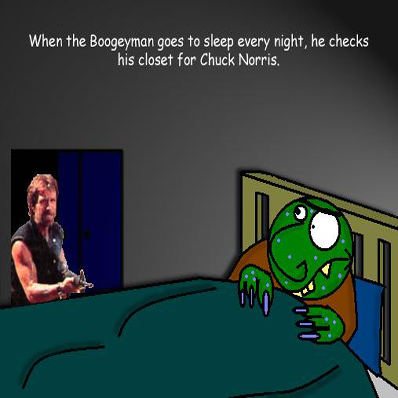 When the Boogeyman goes to sleep every night, he checks
his closet for Chuck Norris.